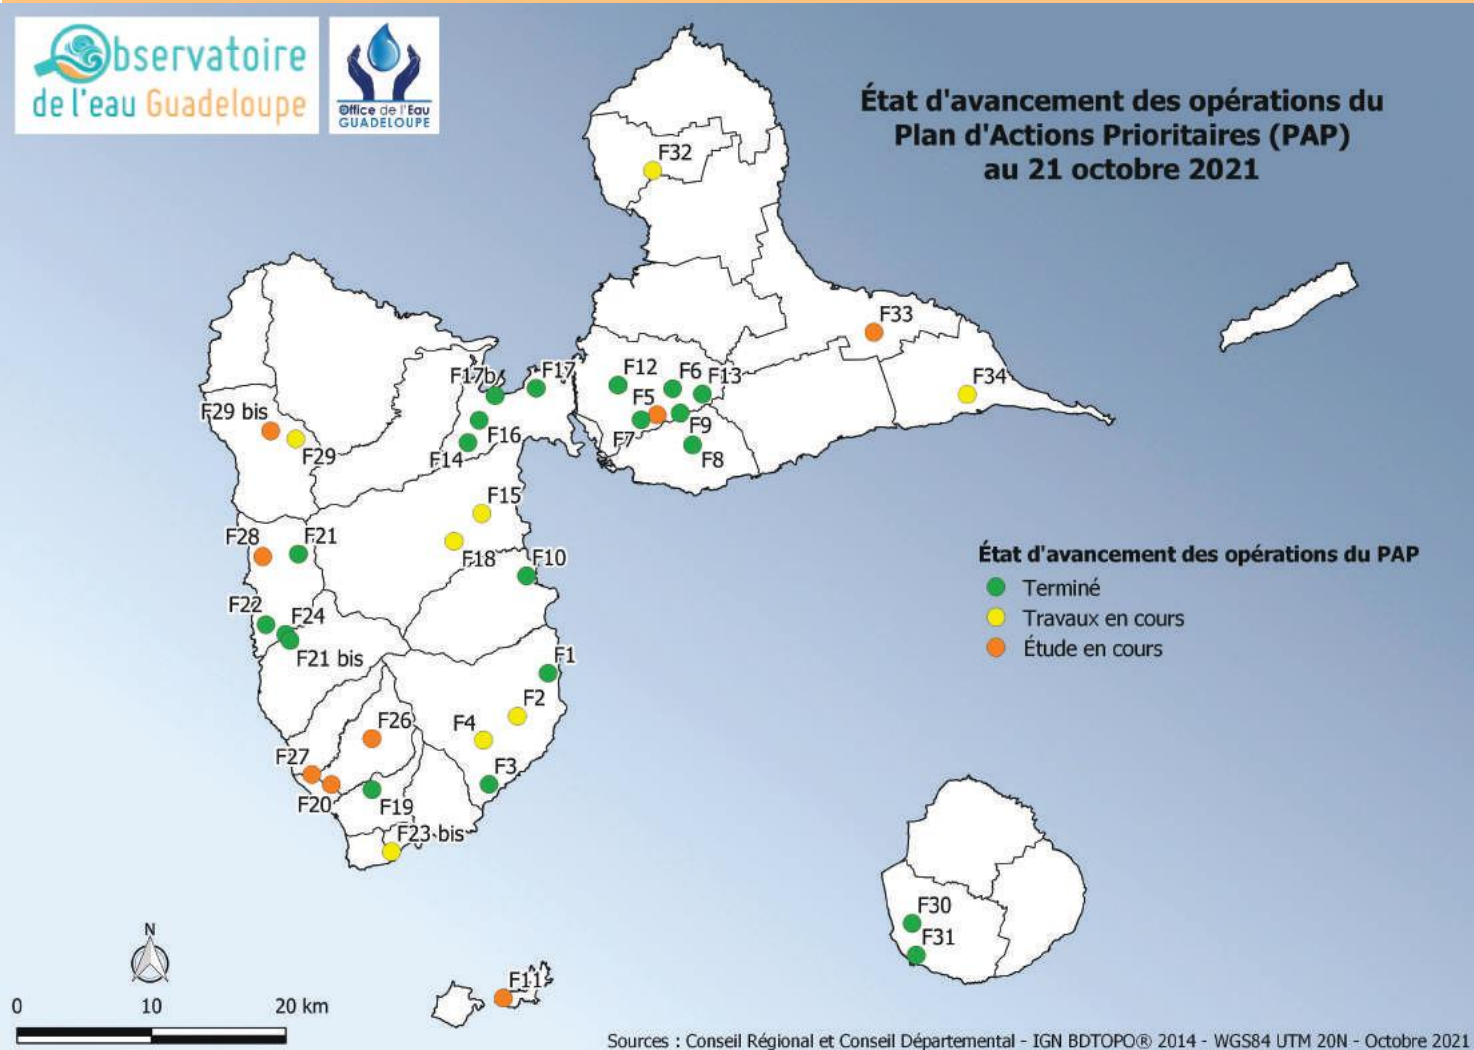 Observatoire
de l'eau Guadeloupe
Office de l'Eau
GUADELOUPE
État d'avancement des opérations du
Plan d'Actions Prioritaires (PAP)
au 21 octobre 2021
F32
F33
F34
F17b
F17
F12
F6
F13
F5
F7
F9
F8
F29 bis
F29
F16
F14
F15
F18
F28
F21
F10
F22
F24
F21 bis
F1
F2
F26
F4
F27
F3
F20
F19
F23 bis
F30
F31
F11
État d'avancement des opérations du PAP
Terminé
Travaux en cours
Étude en cours
N
0 10 20 km
Sources : Conseil Régional et Conseil Départemental - IGN BDTOPO® 2014 - WGS84 UTM 20N - Octobre 2021